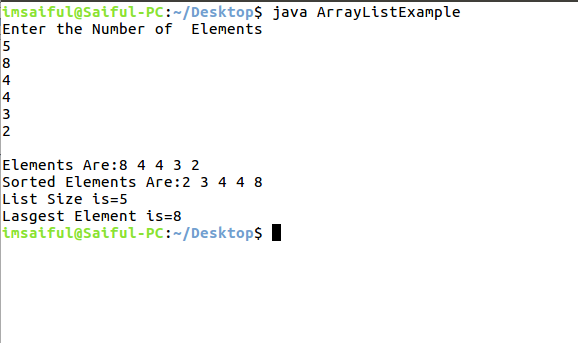 imsaiful@Saiful-PC:~/Desktop$ java ArrayListExample
Enter the Number of  Elements
5
8
4
4
3
2

Elements Are:8 4 4 3 2
Sorted Elements Are:2 3 4 4 8
List Size is=5
Lasgest Element is=8
imsaiful@Saiful-PC:~/Desktop$